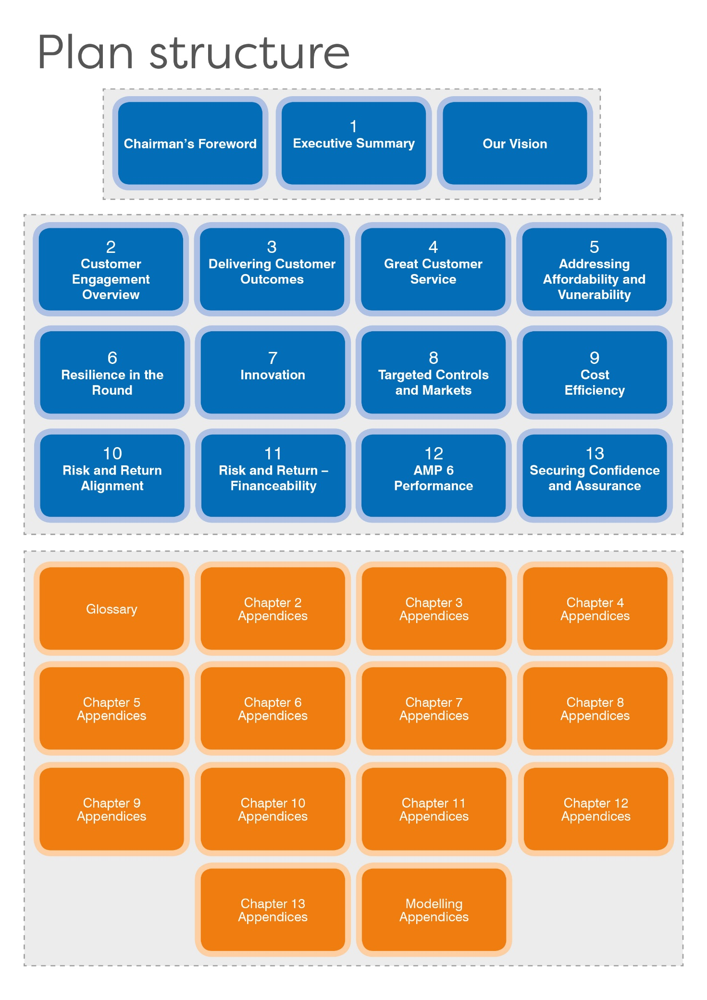 Plan structure
Chairman’s Foreword
1
Executive Summary
Our Vision
2
Customer
Engagement
Overview
3
Delivering Customer
Outcomes
4
Great Customer
Service
5
Addressing
Affordability and
Vunerability
6
Resilience in the
Round
7
Innovation
8
Targeted Controls
and Markets
9
Cost
Efficiency
10
Risk and Return
Alignment
11
Risk and Return –
Financeability
12
AMP 6
Performance
13
Securing Confidence
and Assurance
Glossary
Chapter 2
Appendices
Chapter 3
Appendices
Chapter 4
Appendices
Chapter 5
Appendices
Chapter 6
Appendices
Chapter 7
Appendices
Chapter 8
Appendices
Chapter 9
Appendices
Chapter 10
Appendices
Chapter 11
Appendices
Chapter 12
Appendices
Chapter 13
Appendices
Modelling
Appendices